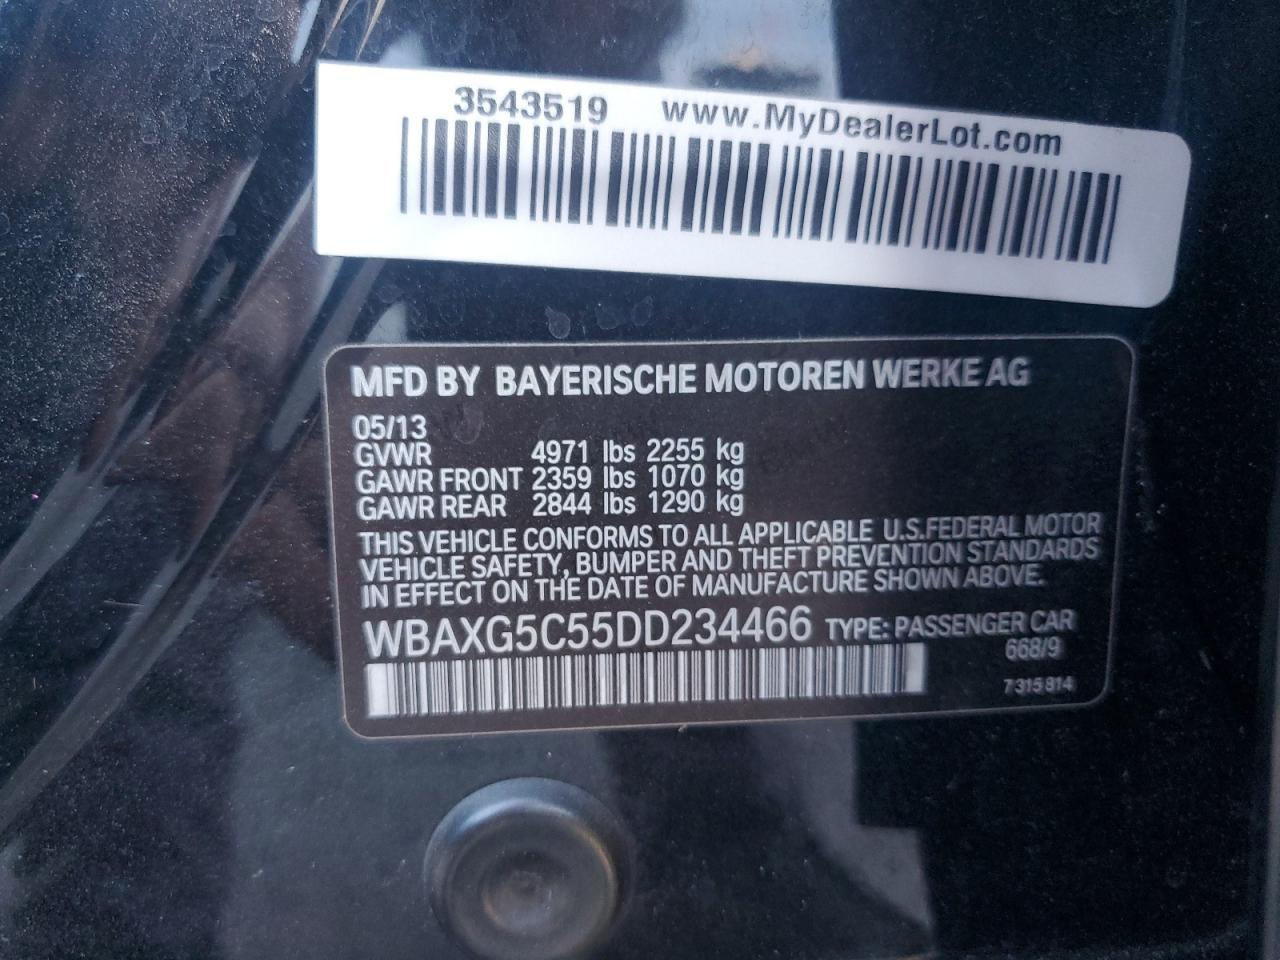 3543519 www.MyDealerLot.com
MFD BY BAYERISCHE MOTOREN WERKE AG
05/13
GVWR 4971 lbs 2255 kg
GAWR FRONT 2359 lbs 1070 kg
GAWR REAR 2844 lbs 1290 kg
THIS VEHICLE CONFORMS TO ALL APPLICABLE U.S.FEDERAL MOTOR
VEHICLE SAFETY, BUMPER AND THEFT PREVENTION STANDARDS
IN EFFECT ON THE DATE OF MANUFACTURE SHOWN ABOVE.
WBAXG5C55DD234466 TYPE: PASSENGER CAR
668/9
7 315 814